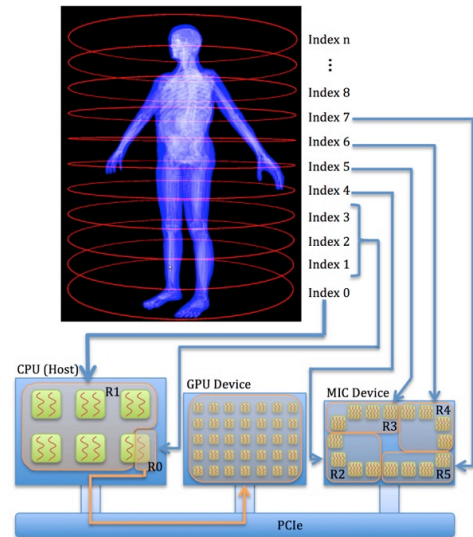 Index n
⋮
Index 8
Index 7
Index 6
Index 5
Index 4
Index 3
Index 2
Index 1
Index 0
CPU (Host)
R1
R0
GPU Device
MIC Device
R3
R4
R2
R5
PCIe